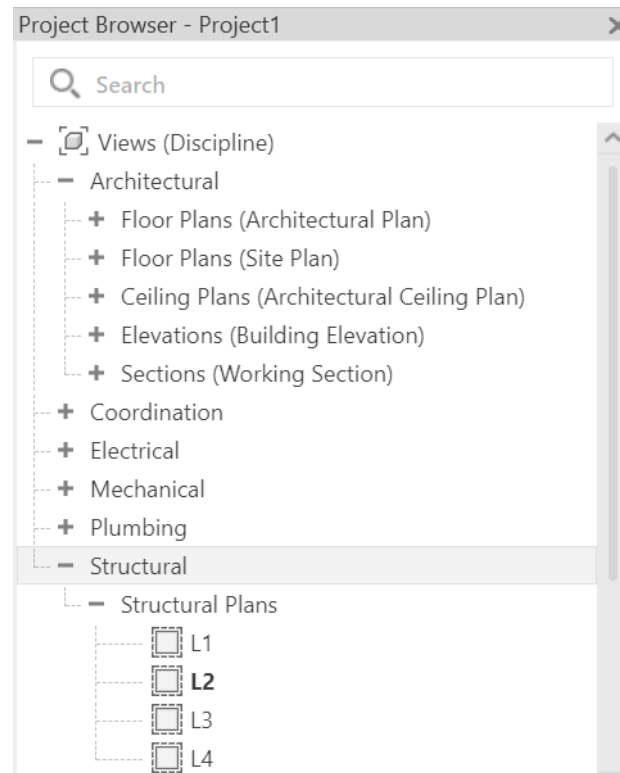 Project Browser - Project1
Search
Views (Discipline)
Architectural
Floor Plans (Architectural Plan)
Floor Plans (Site Plan)
Ceiling Plans (Architectural Ceiling Plan)
Elevations (Building Elevation)
Sections (Working Section)
Coordination
Electrical
Mechanical
Plumbing
Structural
Structural Plans
L1
L2
L3
L4